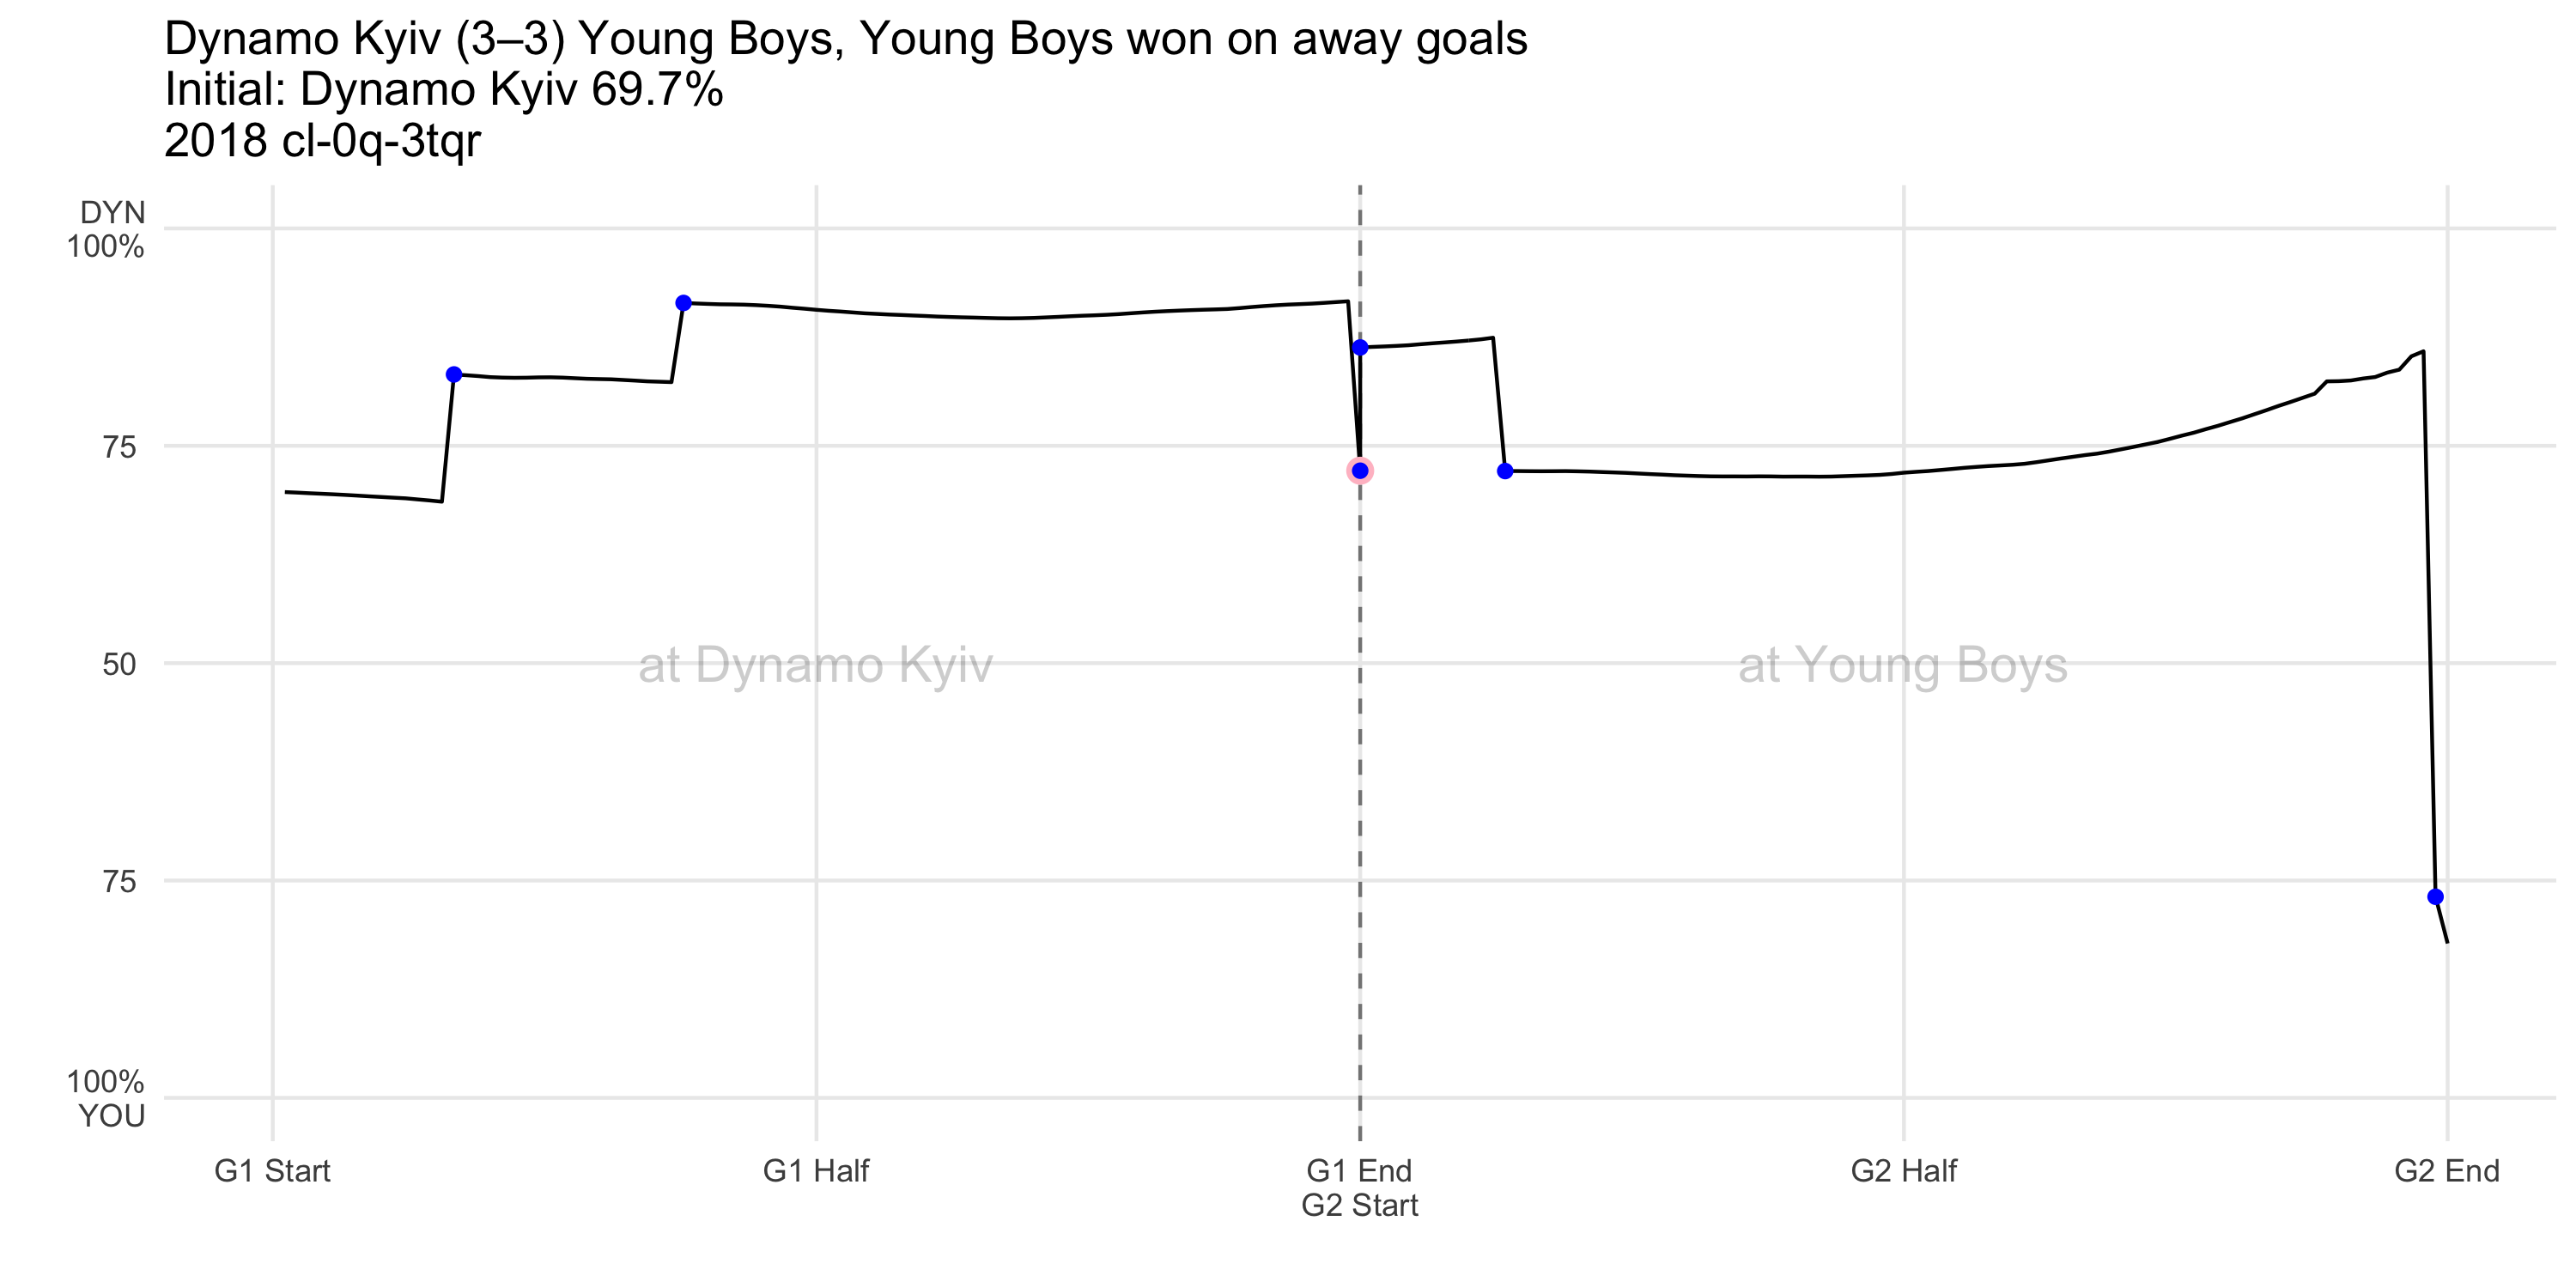 Dynamo Kyiv (3–3) Young Boys, Young Boys won on away goals
Initial: Dynamo Kyiv 69.7%
2018 cl-0q-3tqr
DYN
100%
75
50
75
100%
YOU
at Dynamo Kyiv
at Young Boys
G1 Start
G1 Half
G1 End
G2 Start
G2 Half
G2 End